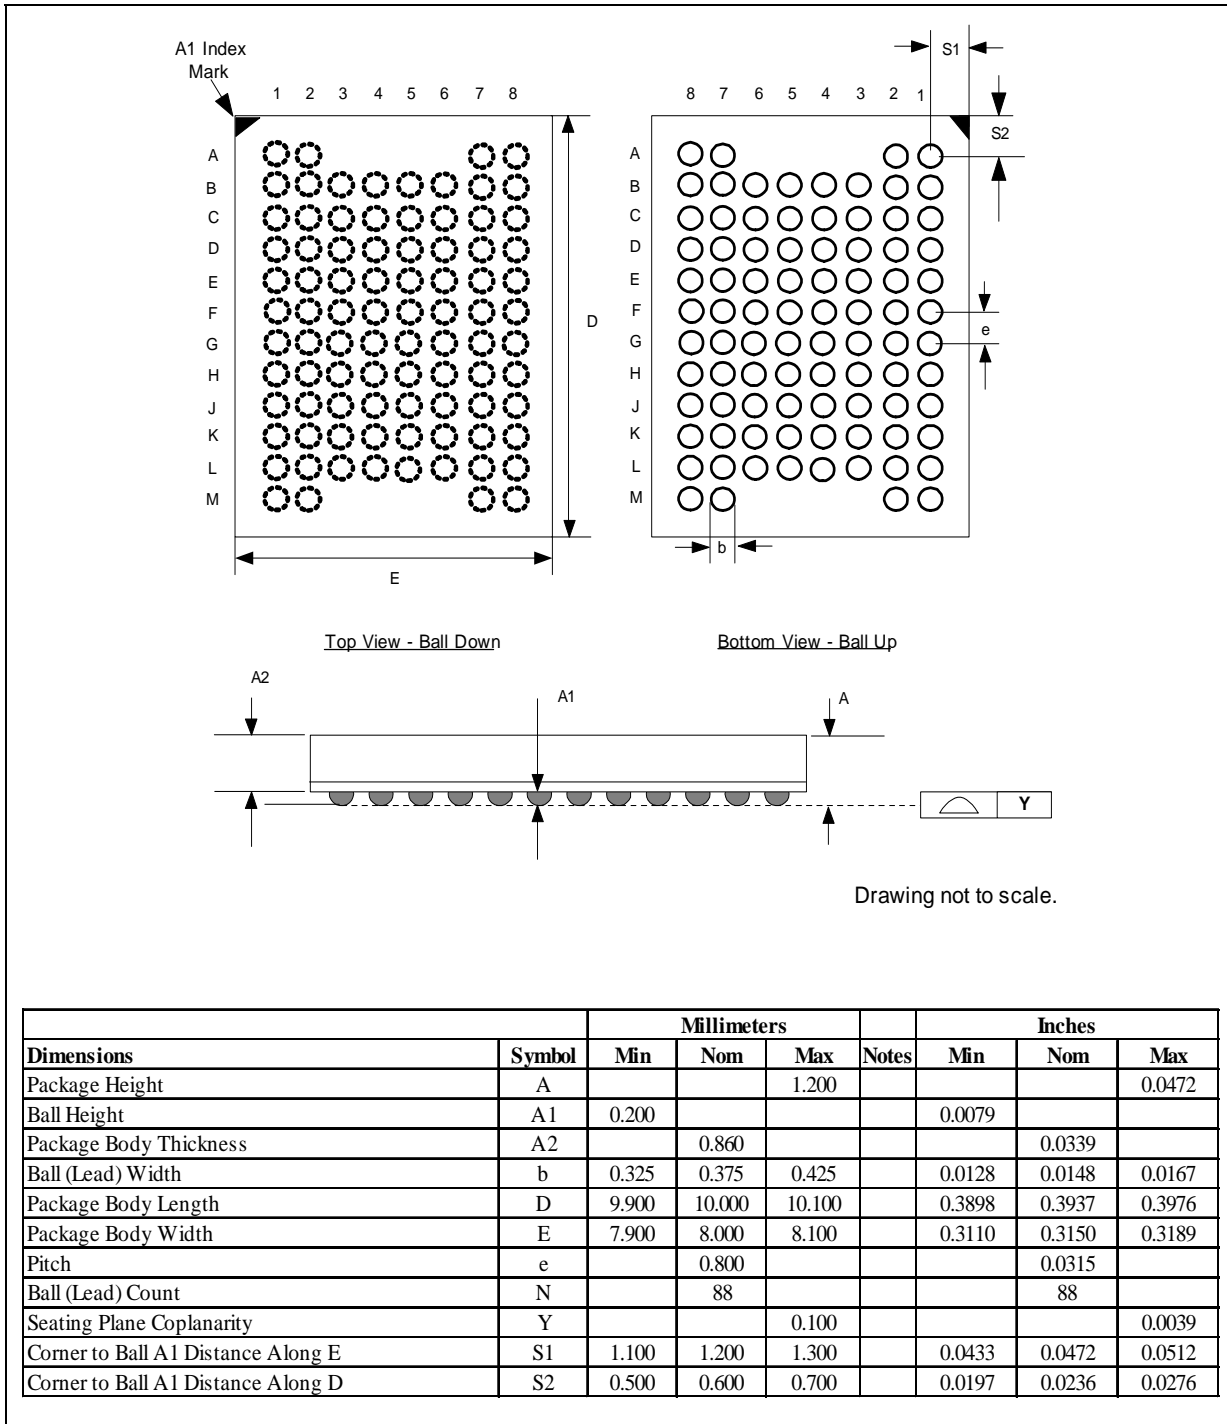 A1 Index
Mark
1 2 3 4 5 6 7 8
8 7 6 5 4 3 2 1
S1
S2
A A
B B
C C
D D
E E
F F
G G
H H
J J
K K
L L
M M
D
e
b
E
Top View - Ball Down
Bottom View - Ball Up
A2
A1
A
Y
Drawing not to scale.
Millimeters Inches
Dimensions Symbol Min Nom Max Notes Min Nom Max
Package Height A 1.200 0.0472
Ball Height A1 0.200 0.0079
Package Body Thickness A2 0.860 0.0339
Ball (Lead) Width b 0.325 0.375 0.425 0.0128 0.0148 0.0167
Package Body Length D 9.900 10.000 10.100 0.3898 0.3937 0.3976
Package Body Width E 7.900 8.000 8.100 0.3110 0.3150 0.3189
Pitch e 0.800 0.0315
Ball (Lead) Count N 88 88
Seating Plane Coplanarity Y 0.100 0.0039
Corner to Ball A1 Distance Along E S1 1.100 1.200 1.300 0.0433 0.0472 0.0512
Corner to Ball A1 Distance Along D S2 0.500 0.600 0.700 0.0197 0.0236 0.0276